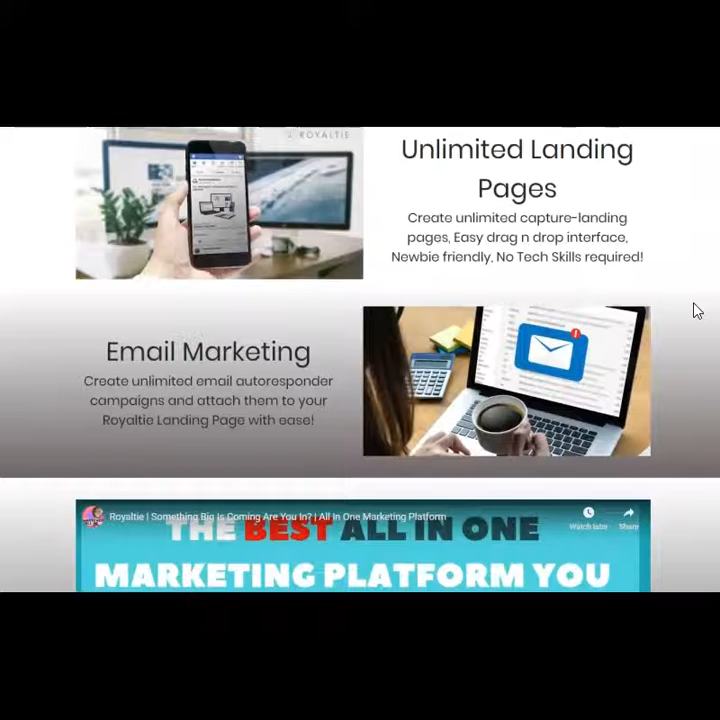 ROYALTIE
Unlimited Landing
Pages
Create unlimited capture-landing
pages, Easy drag n drop interface,
Newbie friendly, No Tech Skills required!
Email Marketing
Create unlimited email autoresponder
campaigns and attach them to your
Royaltie Landing Page with ease!
Royaltie | Something Big Is Coming Are You In? | All In One Marketing Platform
Watch later
Share
THE BEST ALL IN ONE
MARKETING PLATFORM YOU